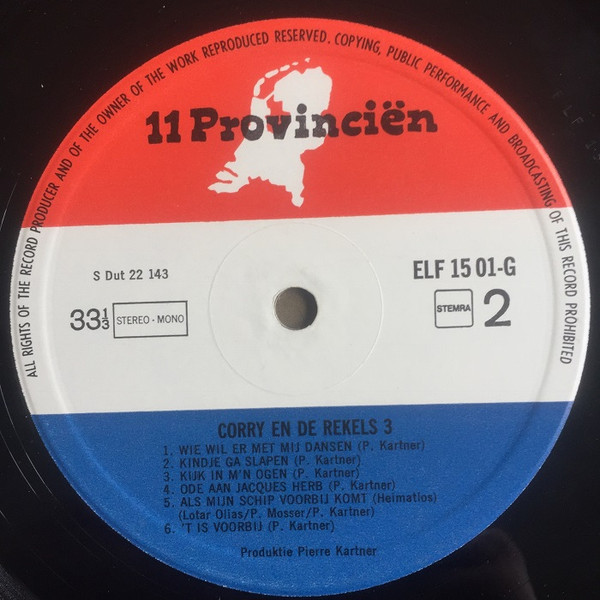 ALL RIGHTS OF THE RECORD PRODUCER AND OF THE OWNER OF THE WORK REPRODUCED RESERVED. COPYING, PUBLIC PERFORMANCE AND BROADCASTING OF THIS RECORD PROHIBITED
11 Provinciën
S Dut 22 143
ELF 15 01-G
33⅓ STEREO - MONO
STEMRA 2
CORRY EN DE REKELS 3
1. WIE WIL ER MET MIJ DANSEN (P. Kartner)
2. KINDJE GA SLAPEN (P. Kartner)
3. KIJK IN M'N OGEN (P. Kartner)
4. ODE AAN JACQUES HERB (P. Kartner)
5. ALS MIJN SCHIP VOORBIJ KOMT (Heimatlos)
(Lotar Olias/P. Mosser/P. Kartner)
6. 'T IS VOORBIJ (P. Kartner)
Produktie Pierre Kartner